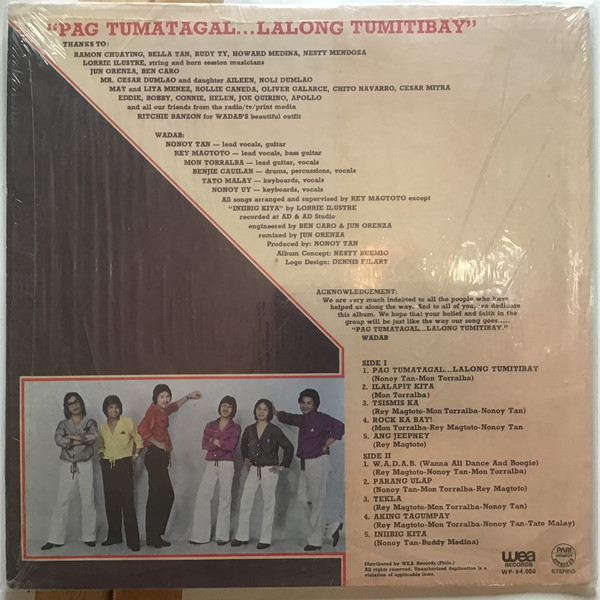 "PAG TUMATAGAL...LALONG TUMITIBAY"
THANKS TO:
RAMON CHUAYING, BELLA TAN, RUDY TY, HOWARD MEDINA, NESTY MENDOZA
LORRIE ILUSTRE, string and horn session musicians
JUN ORENZA, BEN CARO
MR. CESAR DUMLAO and daughter AILEEN, NOLI DUMLAO
MAT and LITA MENEZ, ROLLIE CANEDA, OLIVER GALARCE, CHITO NAVARRO, CESAR MITRA
EDDIE, BOBBY, CONNIE, HELEN, JOE QUIRINO, APOLLO
and all our friends from the radio/tv/print media
RITCHIE BANZON for WADAB'S beautiful outfit
WADAB:
NONOY TAN — lead vocals, guitar
REY MAGTOTO — lead vocals, bass guitar
MON TORRALBA — lead guitar, vocals
BENJIE CAUILAN — drums, percussions, vocals
TATO MALAY — keyboards, vocals
NONOY UY — keyboards, vocals
All songs arranged and supervised by REY MAGTOTO except
"INIIBIG KITA" by LORRIE ILUSTRE
recorded at AD & AD Studio
engineered by BEN CARO & JUN ORENZA
remixed by JUN ORENZA
Produced by: NONOY TAN
Album Concept: NESTY BUEMIO
Logo Design: DENNIS FILART
ACKNOWLEDGEMENT:
We are very much indebted to all the people who have
helped us along the way. And to all of you, we dedicate
this album. We hope that your belief and faith in the
group will be just like the way our song goes.....
"PAG TUMATAGAL...LALONG TUMITIBAY."
WADAB
SIDE I
1. PAG TUMATAGAL...LALONG TUMITIBAY
(Nonoy Tan-Mon Torralba)
2. ILALAPIT KITA
(Mon Torralba)
3. TSISMIS KA
(Rey Magtoto-Mon Torralba-Nonoy Tan)
4. ROCK KA BAY!
(Mon Torralba-Rey Magtoto-Nonoy Tan
5. ANG JEEPNEY
(Rey Magtoto)
SIDE II
1. W.A.D.A.B. (Wanna All Dance And Boogie)
(Rey Magtoto-Nonoy Tan-Mon Torralba)
2. PARANG ULAP
(Nonoy Tan-Mon Torralba-Rey Magtoto)
3. TEKLA
(Rey Magtoto-Mon Torralba-Nonoy Tan)
4. AKING TAGUMPAY
(Rey Magtoto-Mon Torralba-Nonoy Tan-Tato Malay)
5. INIIBIG KITA
(Nonoy Tan-Buddy Medina)
Distributed by WEA Records (Phils.)
All rights reserved. Unauthorized duplication is a
violation of applicable laws.
wea
RECORDS
WP-94,006
PARI
STEREO